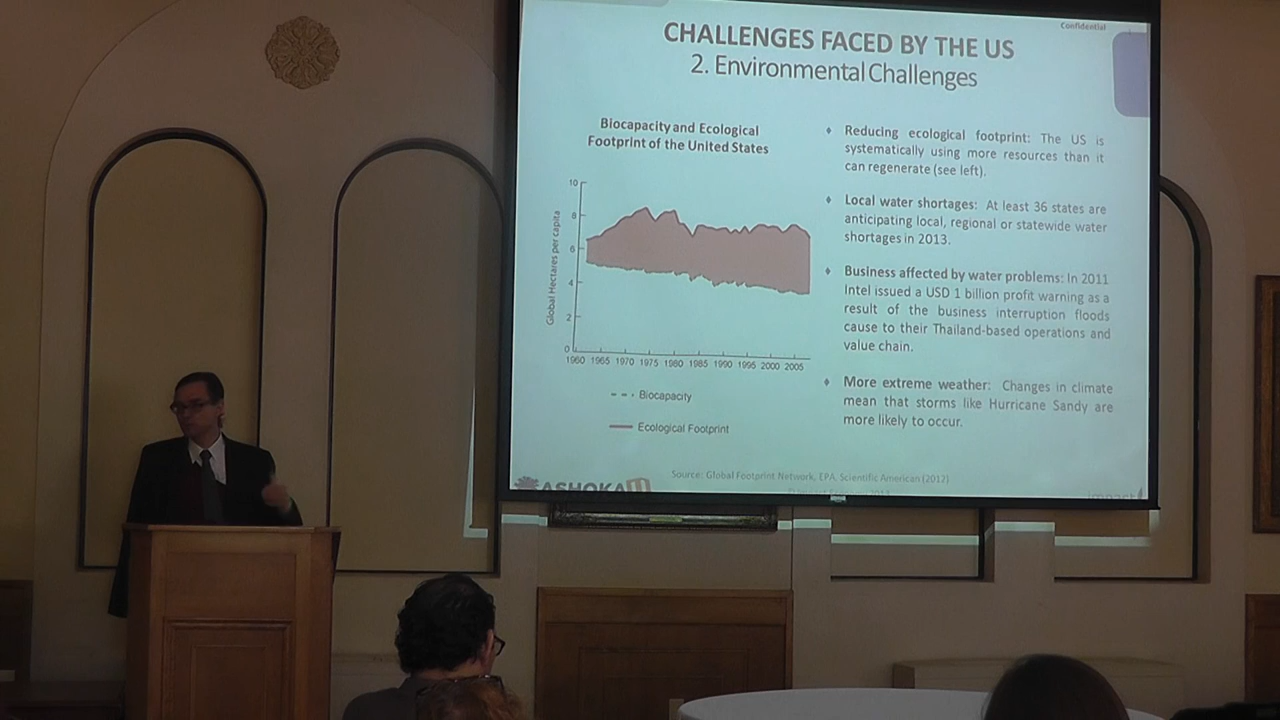 Confidential
CHALLENGES FACED BY THE US
2. Environmental Challenges
Biocapacity and Ecological
Footprint of the United States
10
8
6
4
2
0
Global Hectares per capita
1960 1965 1970 1975 1980 1985 1990 1995 2000 2005
Biocapacity
Ecological Footprint
♦ Reducing ecological footprint: The US is
systematically using more resources than it
can regenerate (see left).
♦ Local water shortages: At least 36 states are
anticipating local, regional or statewide water
shortages in 2013.
♦ Business affected by water problems: In 2011
Intel issued a USD 1 billion profit warning as a
result of the business interruption floods
cause to their Thailand-based operations and
value chain.
♦ More extreme weather: Changes in climate
mean that storms like Hurricane Sandy are
more likely to occur.
Source: Global Footprint Network, EPA, Scientific American (2012)
ASHOKA
impact